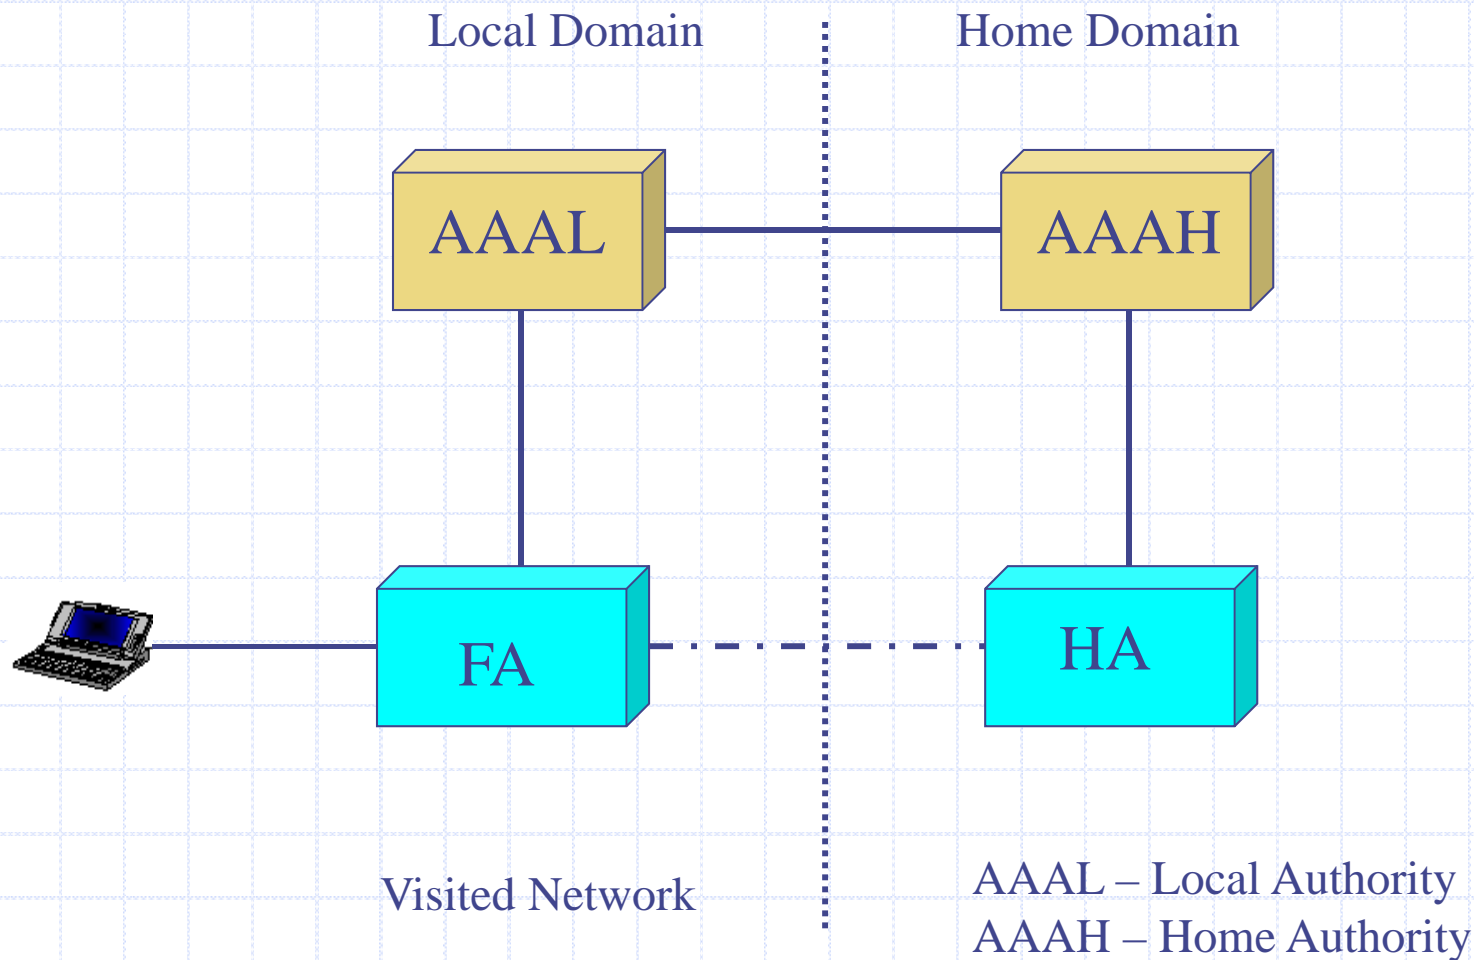 Local Domain
Home Domain
AAAL
AAAH
FA
HA
Visited Network
AAAL – Local Authority
AAAH – Home Authority